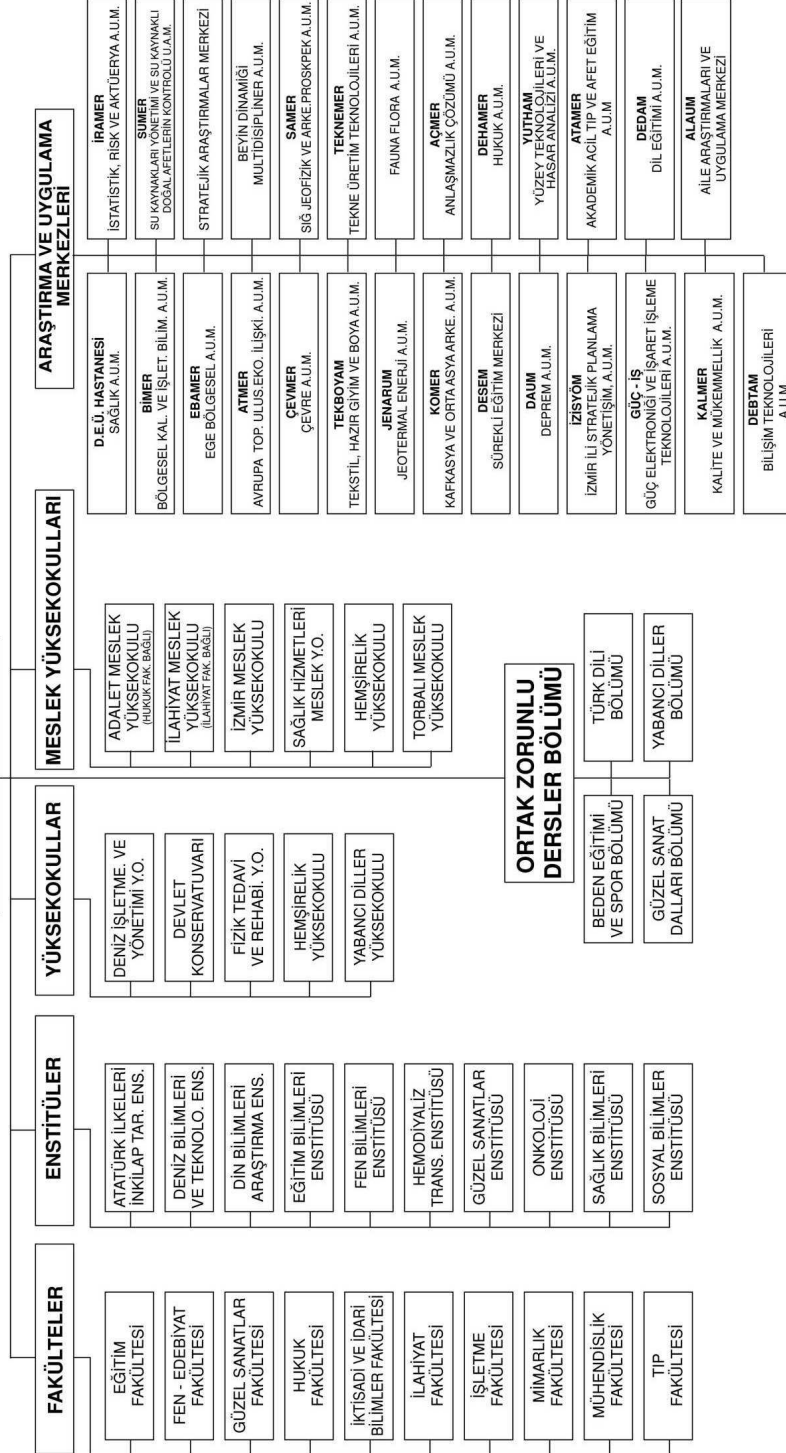 FAKÜLTELER
EĞİTİM
FAKÜLTESİ
FEN - EDEBİYAT
FAKÜLTESİ
GÜZEL SANATLAR
FAKÜLTESİ
HUKUK
FAKÜLTESİ
İKTİSADİ VE İDARİ
BİLİMLER FAKÜLTESİ
İLAHİYAT
FAKÜLTESİ
İŞLETME
FAKÜLTESİ
MİMARLIK
FAKÜLTESİ
MÜHENDİSLİK
FAKÜLTESİ
TIP
FAKÜLTESİ
ENSTİTÜLER
ATATÜRK İLKELERİ
İNKİLAP TAR. ENS.
DENİZ BİLİMLERİ
VE TEKNOLO. ENS.
DİN BİLİMLERİ
ARAŞTIRMA ENS.
EĞİTİM BİLİMLERİ
ENSTİTÜSÜ
FEN BİLİMLERİ
ENSTİTÜSÜ
HEMODİYALİZ
TRANS. ENSTİTÜSÜ
GÜZEL SANATLAR
ENSTİTÜSÜ
ONKOLOJİ
ENSTİTÜSÜ
SAĞLIK BİLİMLERİ
ENSTİTÜSÜ
SOSYAL BİLİMLER
ENSTİTÜSÜ
YÜKSEKOKULLAR
DENİZ İŞLETME. VE
YÖNETİMİ Y.O.
DEVLET
KONSERVATUVARI
FİZİK TEDAVİ
VE REHABİ. Y.O.
HEMŞİRELİK
YÜKSEKOKULU
YABANCI DİLLER
YÜKSEKOKULU
MESLEK YÜKSEKOKULLARI
ADALET MESLEK
YÜKSEKOKULU
(HUKUK FAK. BAĞLI)
İLAHİYAT MESLEK
YÜKSEKOKULU
(İLAHİYAT FAK. BAĞLI)
İZMİR MESLEK
YÜKSEKOKULU
SAĞLIK HİZMETLERİ
MESLEK Y.O.
HEMŞİRELİK
YÜKSEKOKULU
TORBALI MESLEK
YÜKSEKOKULU
ORTAK ZORUNLU
DERSLER BÖLÜMÜ
BEDEN EĞİTİMİ
VE SPOR BÖLÜMÜ
TÜRK DİLİ
BÖLÜMÜ
GÜZEL SANAT
DALLARI BÖLÜMÜ
YABANCI DİLLER
BÖLÜMÜ
ARAŞTIRMA VE UYGULAMA
MERKEZLERİ
D.E.Ü. HASTANESİ
SAĞLIK A.U.M.
İRAMER
İSTATİSTİK, RİSK VE AKTÜERYA A.U.M.
BİMER
BÖLGESEL KAL. VE İŞLET. BİLİM. A.U.M.
SUMER
SU KAYNAKLARI YÖNETİMİ VE SU KAYNAKLI
DOĞAL AFETLERİN KONTROLÜ U.A.M.
EBAMER
EGE BÖLGESEL A.U.M.
STRATEJİK ARAŞTIRMALAR MERKEZİ
ATMER
AVRUPA TOP. ULUS.EKO. İLİŞKİ. A.U.M.
BEYİN DİNAMİĞİ
MULTİDİSİPLİNER A.U.M.
ÇEVMER
ÇEVRE A.U.M.
SAMER
SIĞ JEOFİZİK VE ARKE.PROSKPEK A.U.M.
TEKBOYAM
TEKSTİL, HAZIR GİYİM VE BOYA A.U.M.
TEKNEMER
TEKNE ÜRETİM TEKNOLOJİLERİ A.U.M.
JENARUM
JEOTERMAL ENERJİ A.U.M.
FAUNA FLORA A.U.M.
KOMER
KAFKASYA VE ORTA ASYA ARKE. A.U.M.
AÇMER
ANLAŞMAZLIK ÇÖZÜMÜ A.U.M.
DESEM
SÜREKLİ EĞİTİM MERKEZİ
DEHAMER
HUKUK A.U.M.
DAUM
DEPREM A.U.M.
YUTHAM
YÜZEY TEKNOLOJİLERİ VE
HASAR ANALİZİ A.U.M.
İZİSYÖM
İZMİR İLİ STRATEJİK PLANLAMA
YÖNETİŞİM, A.U.M.
ATAMER
AKADEMİK ACİL TIP VE AFET EĞİTİM
A.U.M
GÜÇ - İŞ
GÜÇ ELEKTRONİĞİ VE İŞARET İŞLEME
TEKNOLOJİLERİ A.U.M.
DEDAM
DİL EĞİTİMİ A.U.M.
KALMER
KALİTE VE MÜKEMMELLİK A.U.M.
ALAUM
AİLE ARAŞTIRMALARI VE
UYGULAMA MERKEZİ
DEBTAM
BİLİŞİM TEKNOLOJİLERİ
A.U.M.